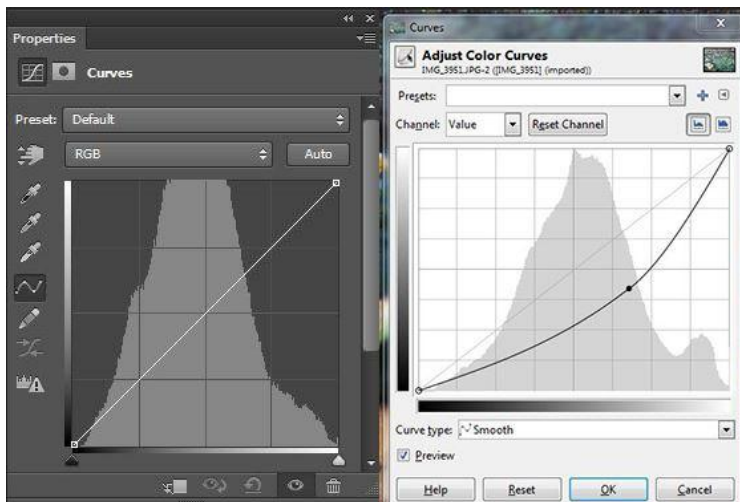 Properties
Curves
Preset: Default
RGB
Auto
Curves
Adjust Color Curves
IMG_3951.JPG-2 ([IMG_3951] (imported))
Presets:
Channel: Value
Reset Channel
Curve type: Smooth
Preview
Help
Reset
OK
Cancel